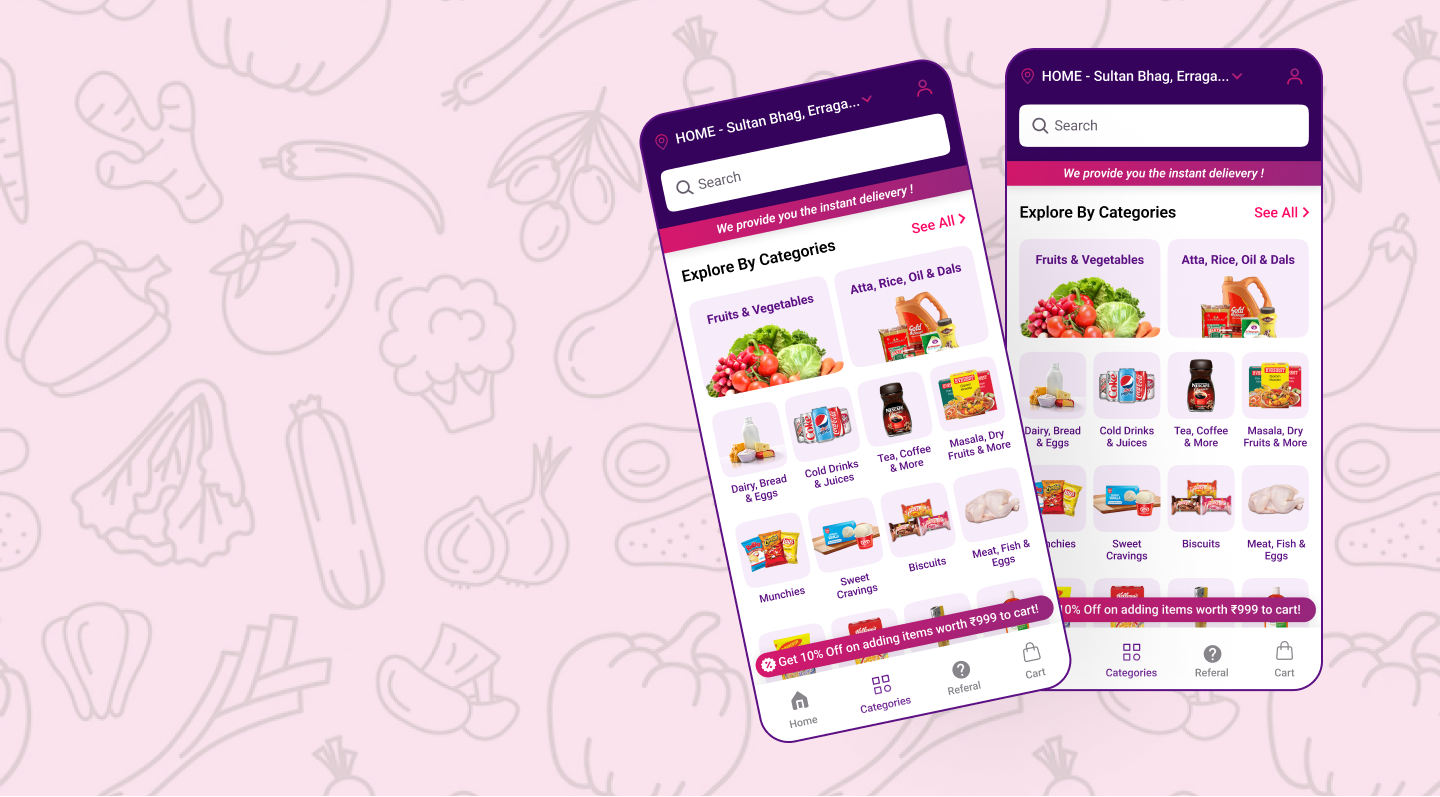 HOME - Sultan Bhag, Erraga...
Search
We provide you the instant delievery !
Explore By Categories
See All
Fruits & Vegetables
Atta, Rice, Oil & Dals
Dairy, Bread
& Eggs
Cold Drinks
& Juices
Tea, Coffee
& More
Masala, Dry
Fruits & More
Munchies
Sweet
Cravings
Biscuits
Meat, Fish &
Eggs
Get 10% Off on adding items worth ₹999 to cart!
Home
Categories
Referal
Cart
HOME - Sultan Bhag, Erraga...
Search
We provide you the instant delievery !
Explore By Categories
See All
Fruits & Vegetables
Atta, Rice, Oil & Dals
Dairy, Bread
& Eggs
Cold Drinks
& Juices
Tea, Coffee
& More
Masala, Dry
Fruits & More
nchies
Sweet
Cravings
Biscuits
Meat, Fish &
Eggs
10% Off on adding items worth ₹999 to cart!
Categories
Referal
Cart